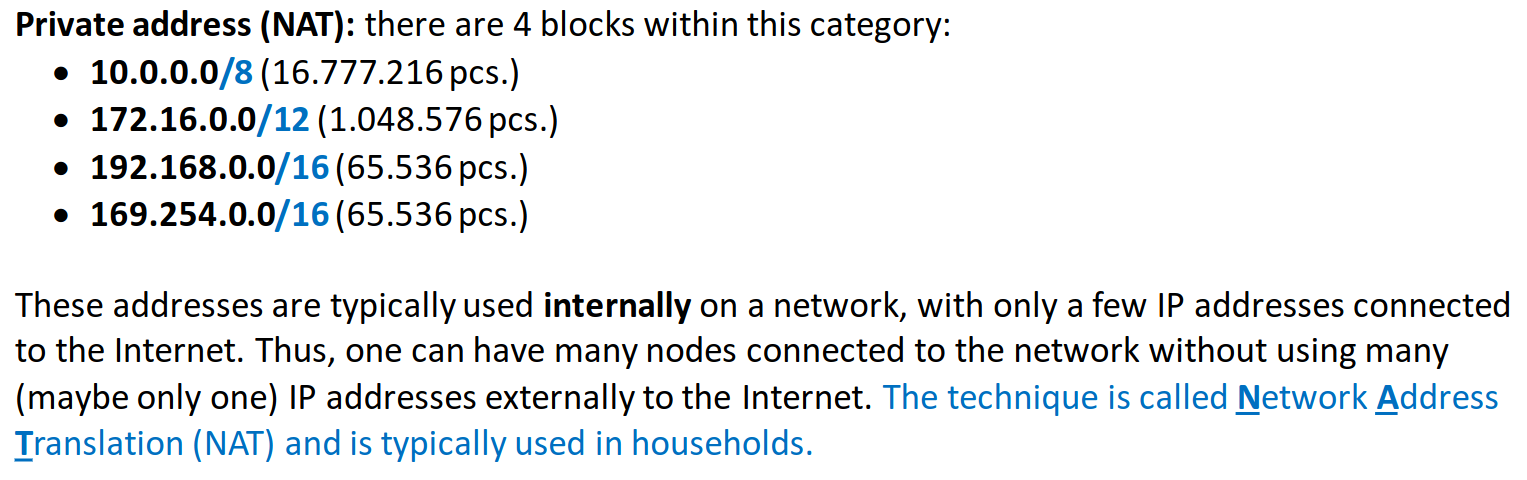 Private address (NAT): there are 4 blocks within this category:
• 10.0.0.0/8 (16.777.216 pcs.)
• 172.16.0.0/12 (1.048.576 pcs.)
• 192.168.0.0/16 (65.536 pcs.)
• 169.254.0.0/16 (65.536 pcs.)
These addresses are typically used internally on a network, with only a few IP addresses connected
to the Internet. Thus, one can have many nodes connected to the network without using many
(maybe only one) IP addresses externally to the Internet. The technique is called Network Address
Translation (NAT) and is typically used in households.